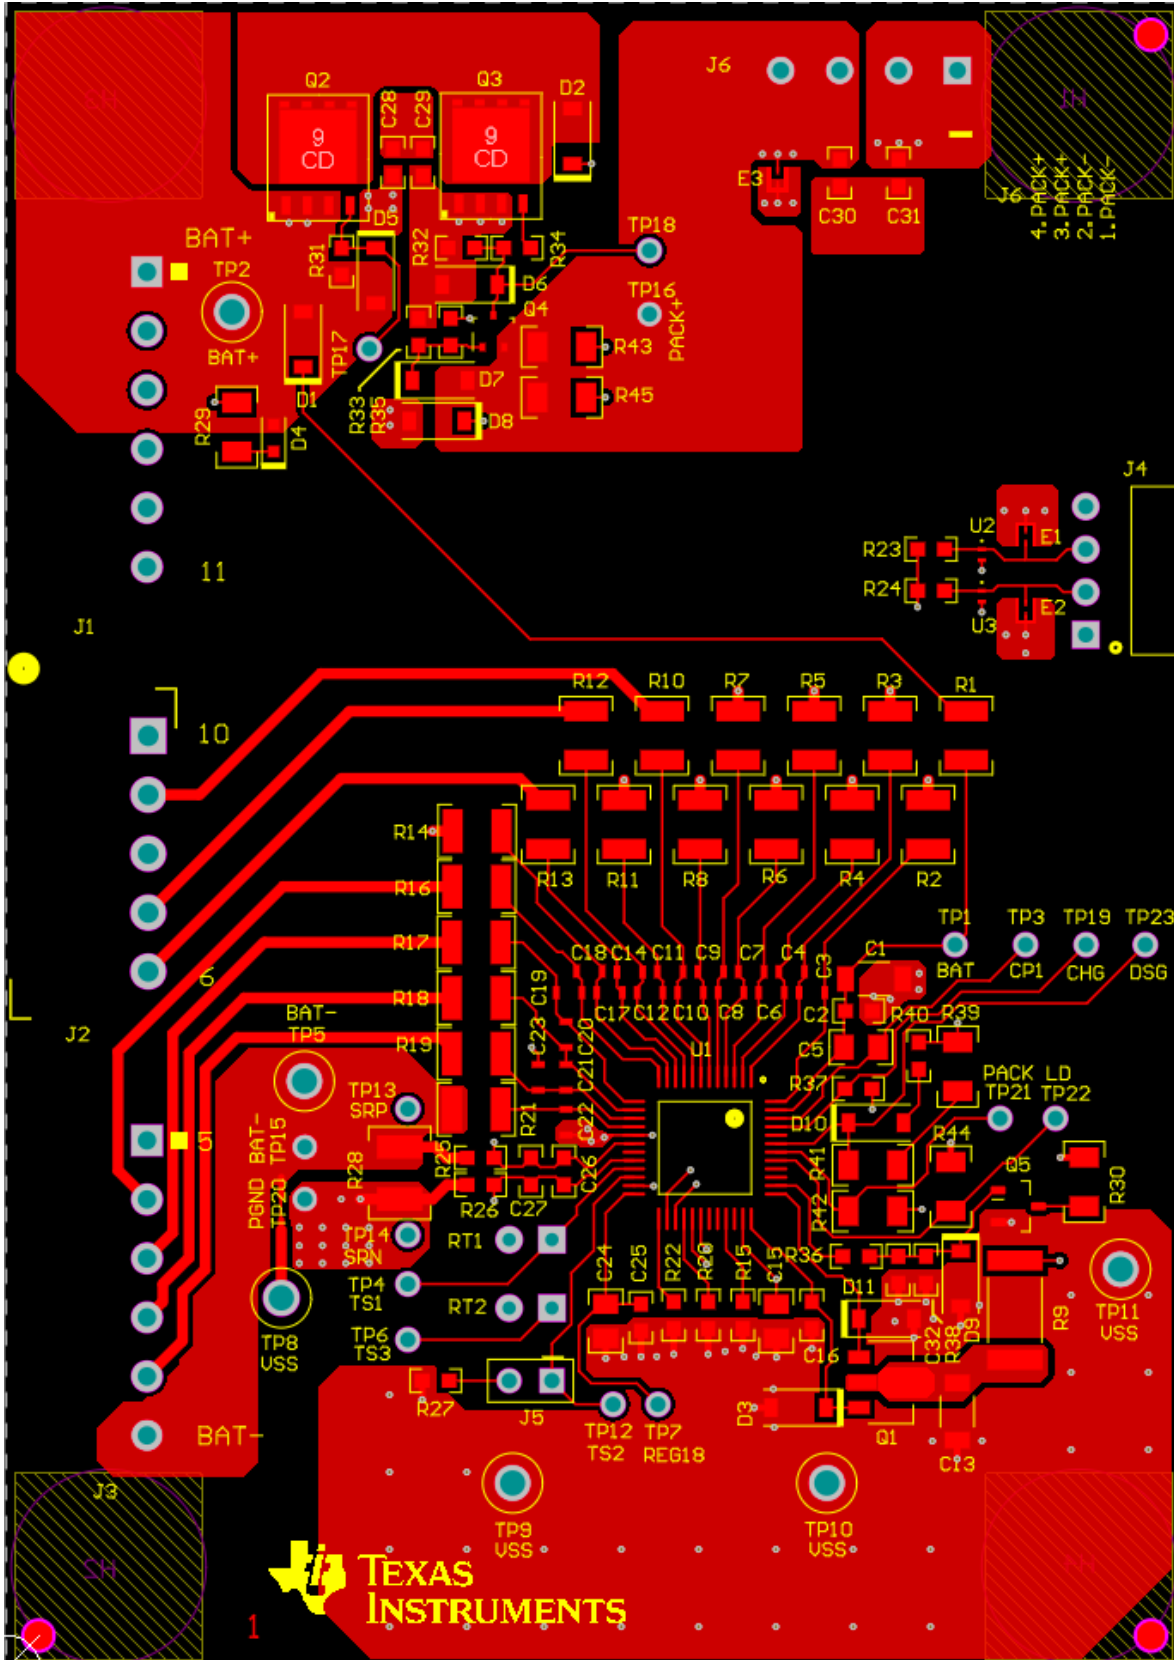 Q2
C28
C29
Q3
D2
J6
9
CD
9
CD
E3
J6
4.PACK+
3.PACK+
2.PACK-
1.PACK-
C30
C31
D5
BAT+
TP2
R31
R32
R34
TP18
D6
TP16
PACK+
Q4
BAT+
TP17
R43
D1
R33
R35
D7
R45
R29
D4
D8
J4
U2
E1
R23
R24
U3
E2
11
J1
10
R12
R10
R7
R5
R3
R1
R14
R13
R11
R8
R6
R4
R2
R16
R17
TP1
TP3
TP19
TP23
BAT
CP1
CHG
DSG
6
C18
C14
C11
C9
C7
C4
C3
C1
C19
R18
C17
C12
C10
C8
C6
C2
R40
R39
BAT-
TP5
J2
R19
C23
C20
U1
C5
C21
R37
PACK
LD
TP21
TP22
TP13
SRP
R21
C22
D10
5
BAT-
TP15
R25
R44
R41
PGND
TP20
R28
C26
Q5
R30
R26
C27
R42
TP14
SRN
RT1
R36
TP4
TS1
C24
C25
R22
R20
R15
C15
D11
RT2
TP8
VSS
TP6
TS3
C16
C32
R38
D9
R9
TP11
VSS
R27
J5
D3
TP12
TS2
TP7
REG18
Q1
C13
BAT-
J3
TP9
VSS
TP10
VSS
TEXAS
INSTRUMENTS
1